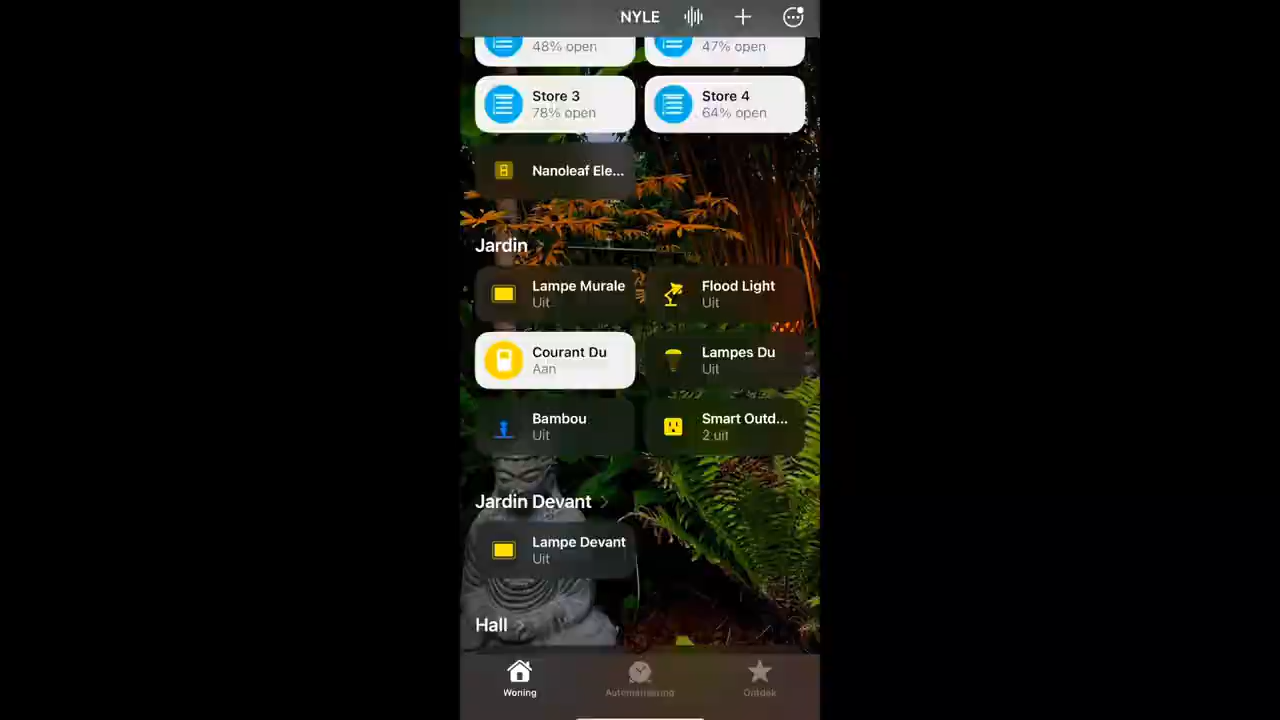 NYLE
48% open
47% open
Store 3
78% open
Store 4
64% open
Nanoleaf Ele...
Jardin
Lampe Murale
Uit
Flood Light
Uit
Courant Du
Aan
Lampes Du
Uit
Bambou
Uit
Smart Outd...
2 uit
Jardin Devant
Lampe Devant
Uit
Hall
Woning
Automatisering
Ontdek